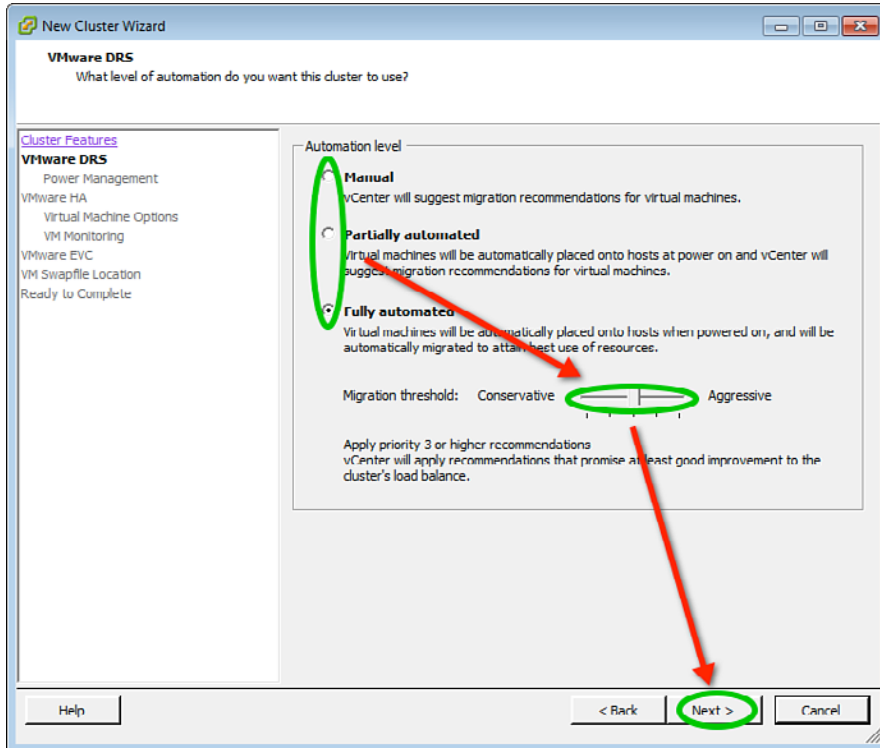 New Cluster Wizard
VMware DRS
What level of automation do you want this cluster to use?
Cluster Features
VMware DRS
Power Management
VMware HA
Virtual Machine Options
VM Monitoring
VMware EVC
VM Swapfile Location
Ready to Complete
Automation level
Manual
vCenter will suggest migration recommendations for virtual machines.
Partially automated
Virtual machines will be automatically placed onto hosts at power on and vCenter will
suggest migration recommendations for virtual machines.
Fully automated
Virtual machines will be automatically placed onto hosts when powered on, and will be
automatically migrated to attain best use of resources.
Migration threshold: Conservative Aggressive
Apply priority 3 or higher recommendations
vCenter will apply recommendations that promise at least good improvement to the
cluster's load balance.
Help < Back Next > Cancel